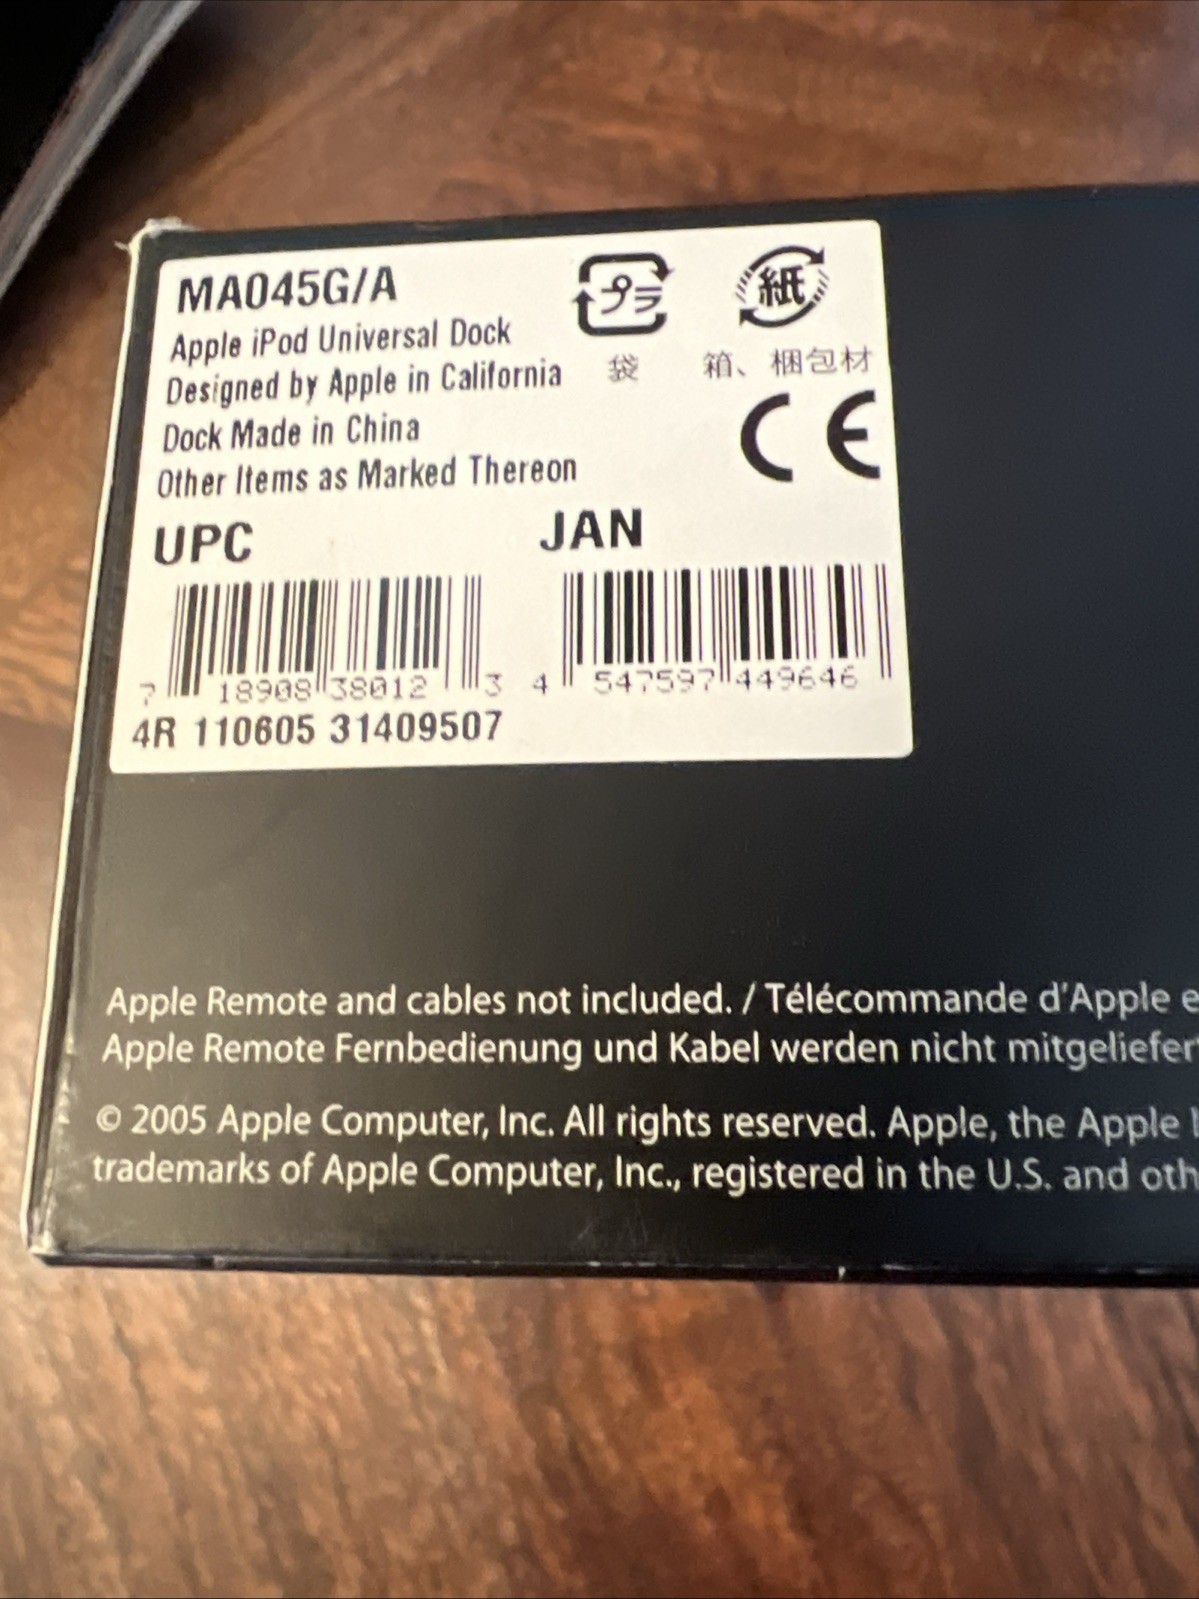 MA045G/A
Apple iPod Universal Dock
Designed by Apple in California
Dock Made in China
Other Items as Marked Thereon
プラ
袋
紙
箱、梱包材
CE
UPC
JAN
7 18908 38012 3
4 547597 449646
4R 110605 31409507
Apple Remote and cables not included. / Télécommande d'Apple e
Apple Remote Fernbedienung und Kabel werden nicht mitgeliefer
© 2005 Apple Computer, Inc. All rights reserved. Apple, the Apple
trademarks of Apple Computer, Inc., registered in the U.S. and oth